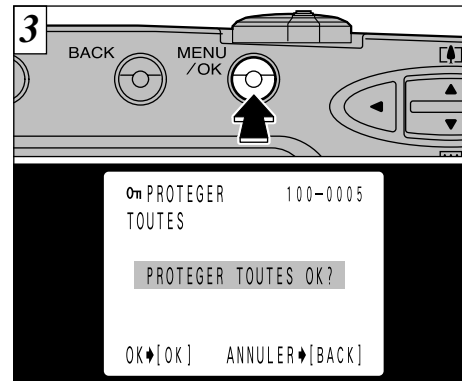 3
BACK
MENU
/OK
PROTEGER 100-0005
TOUTES
PROTEGER TOUTES OK?
OK➧[OK] ANNULER➧[BACK]